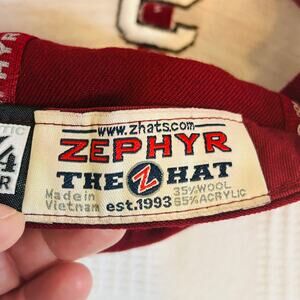 www.zhats.com
ZEPHYR
THE Z HAT
Made in
Vietnam
est.1993
35%WOOL
65%ACRYLIC